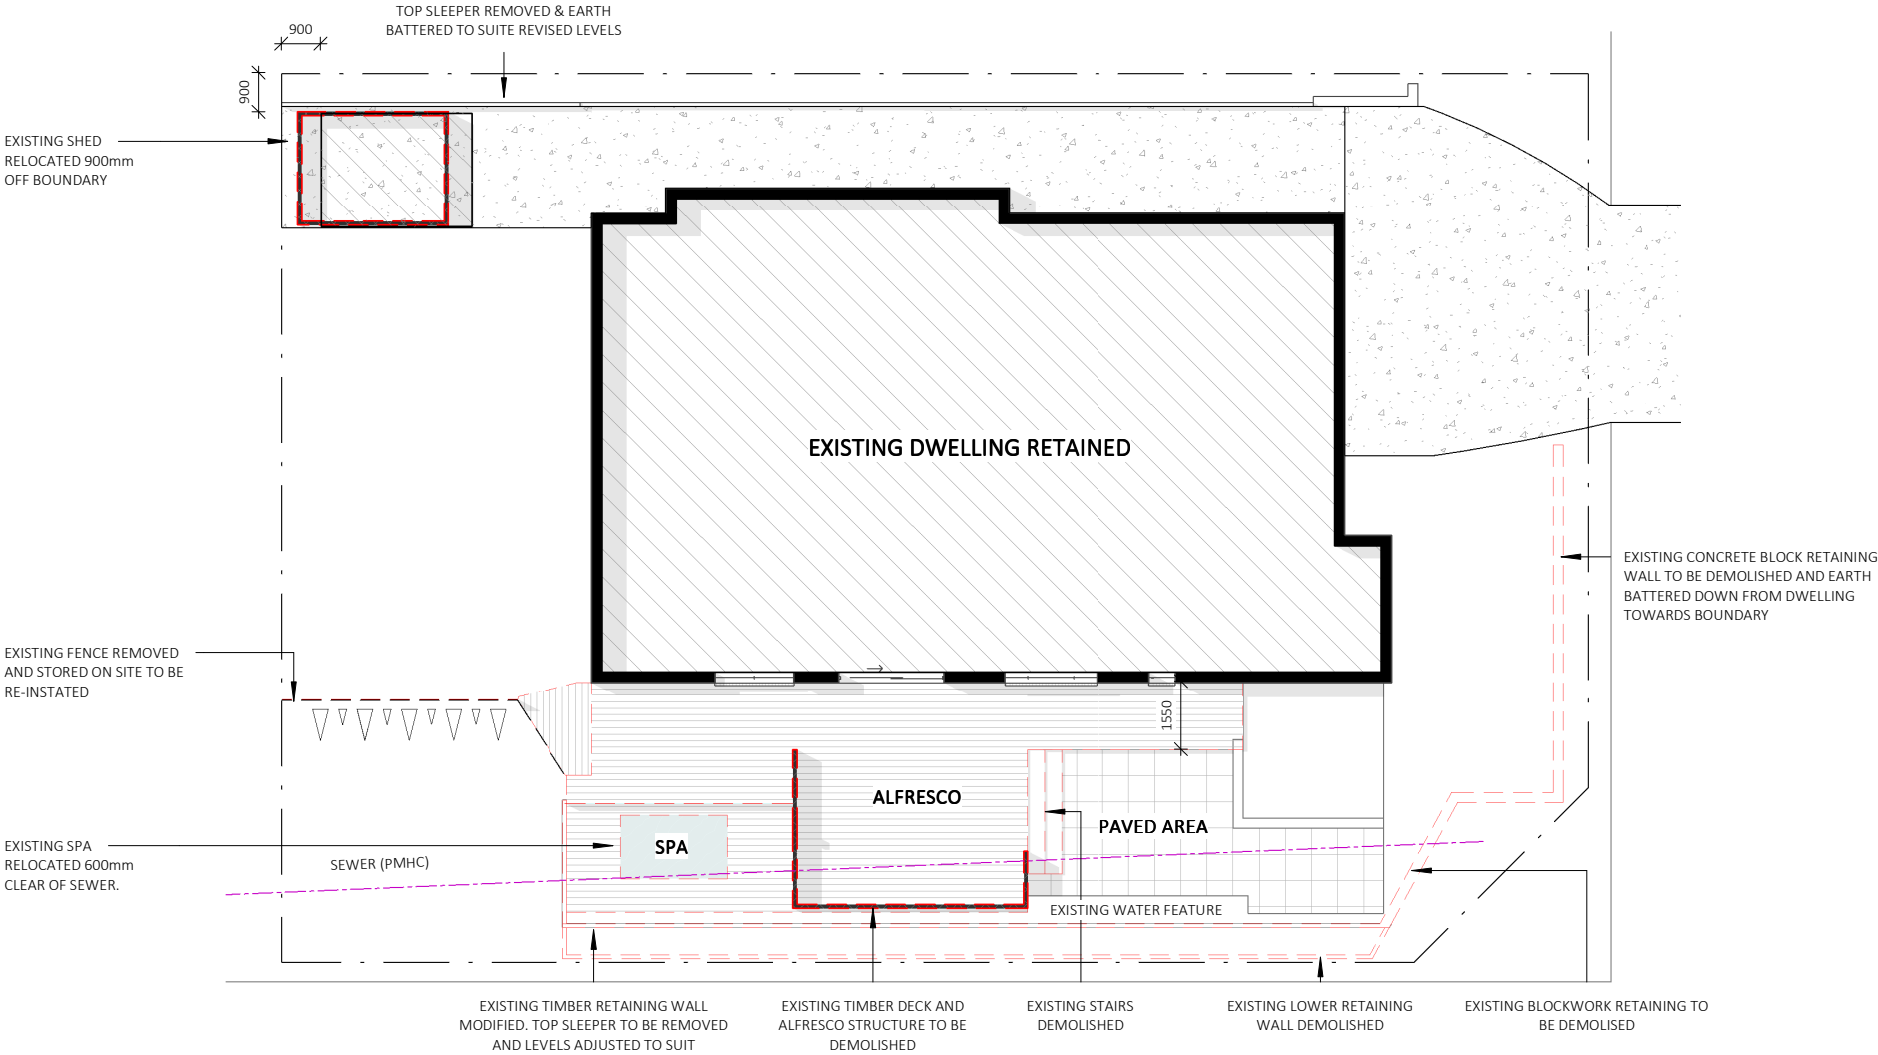 TOP SLEEPER REMOVED & EARTH
BATTERED TO SUITE REVISED LEVELS
900
900
EXISTING SHED
RELOCATED 900mm
OFF BOUNDARY
EXISTING DWELLING RETAINED
EXISTING CONCRETE BLOCK RETAINING
WALL TO BE DEMOLISHED AND EARTH
BATTERED DOWN FROM DWELLING
TOWARDS BOUNDARY
EXISTING FENCE REMOVED
AND STORED ON SITE TO BE
RE-INSTATED
1550
ALFRESCO
PAVED AREA
SPA
EXISTING SPA
RELOCATED 600mm
CLEAR OF SEWER.
SEWER (PMHC)
EXISTING WATER FEATURE
EXISTING TIMBER RETAINING WALL
MODIFIED. TOP SLEEPER TO BE REMOVED
AND LEVELS ADJUSTED TO SUIT
EXISTING TIMBER DECK AND
ALFRESCO STRUCTURE TO BE
DEMOLISHED
EXISTING STAIRS
DEMOLISHED
EXISTING LOWER RETAINING
WALL DEMOLISHED
EXISTING BLOCKWORK RETAINING TO
BE DEMOLISED